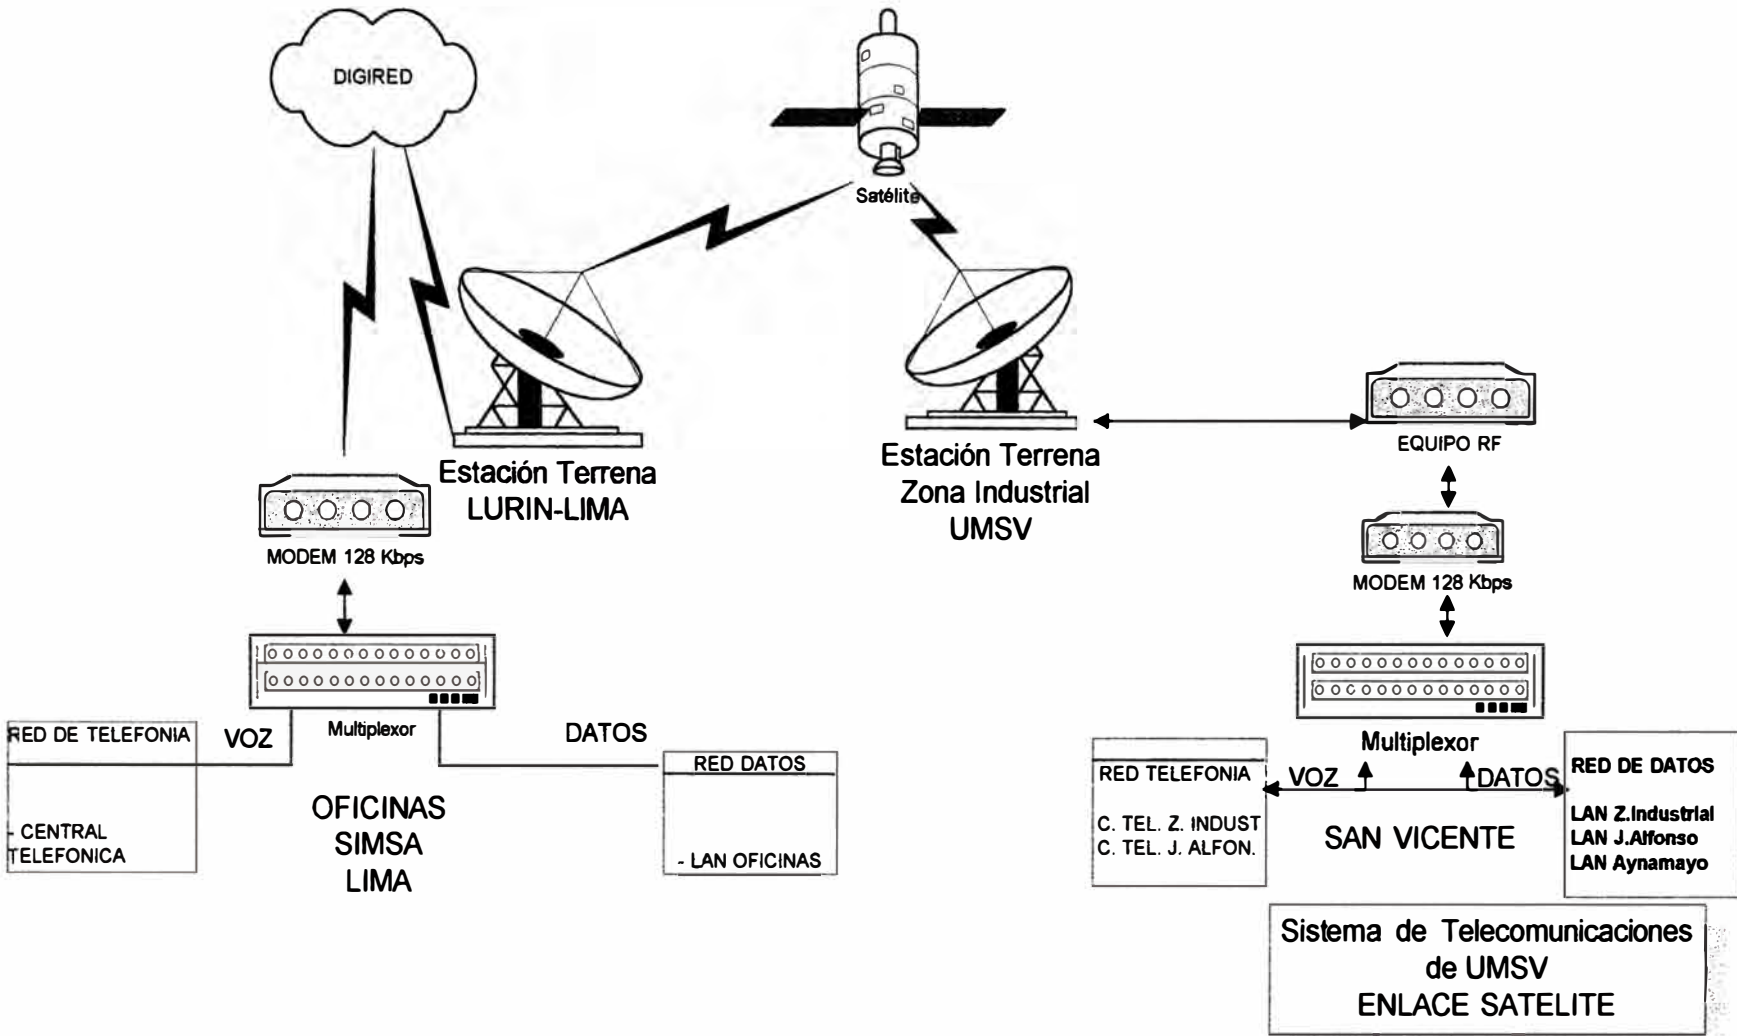 DIGIRED
Satélite
Estación Terrena
LURIN-LIMA
Estación Terrena
Zona Industrial
UMSV
EQUIPO RF
MODEM 128 Kbps
MODEM 128 Kbps
Multiplexor
VOZ
DATOS
RED DE TELEFONIA
- CENTRAL
TELEFONICA
OFICINAS
SIMSA
LIMA
RED DATOS
- LAN OFICINAS
Multiplexor
VOZ
DATOS
RED TELEFONIA
C. TEL. Z. INDUST
C. TEL. J. ALFON.
SAN VICENTE
RED DE DATOS
LAN Z.Industrial
LAN J.Alfonso
LAN Aynamayo
Sistema de Telecomunicaciones
de UMSV
ENLACE SATELITE